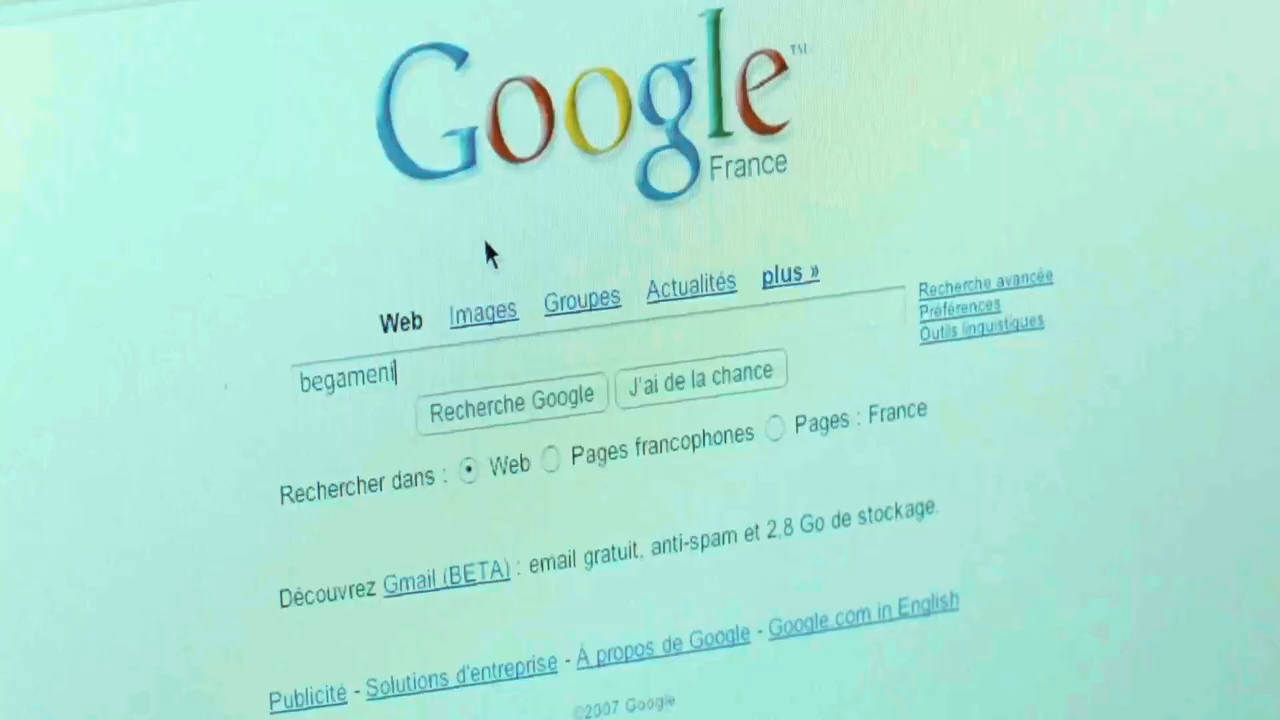 Google™
France
Web Images Groupes Actualités plus »
Recherche avancée
Préférences
Outils linguistiques
begameni
Recherche Google J'ai de la chance
Rechercher dans : Web Pages francophones Pages : France
Découvrez Gmail (BETA) : email gratuit, anti-spam et 2,8 Go de stockage.
Publicité - Solutions d'entreprise - À propos de Google - Google.com in English
©2007 Google